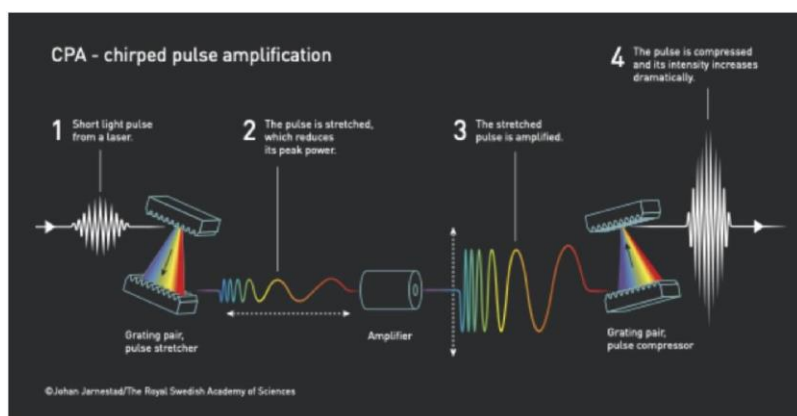 CPA - chirped pulse amplification
1 Short light pulse
from a laser.
2 The pulse is stretched,
which reduces
its peak power.
3 The stretched
pulse is amplified.
4 The pulse is compressed
and its intensity increases
dramatically.
Grating pair,
pulse stretcher
Amplifier
Grating pair,
pulse compressor
©Johan Jarnestad/The Royal Swedish Academy of Sciences